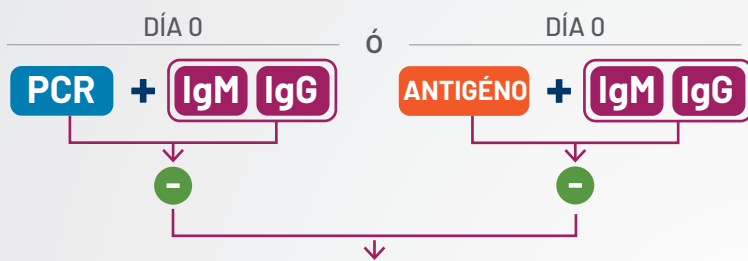 DÍA 0
Ó
DÍA 0
PCR + IgM IgG
ANTIGÉNO + IgM IgG
-
-